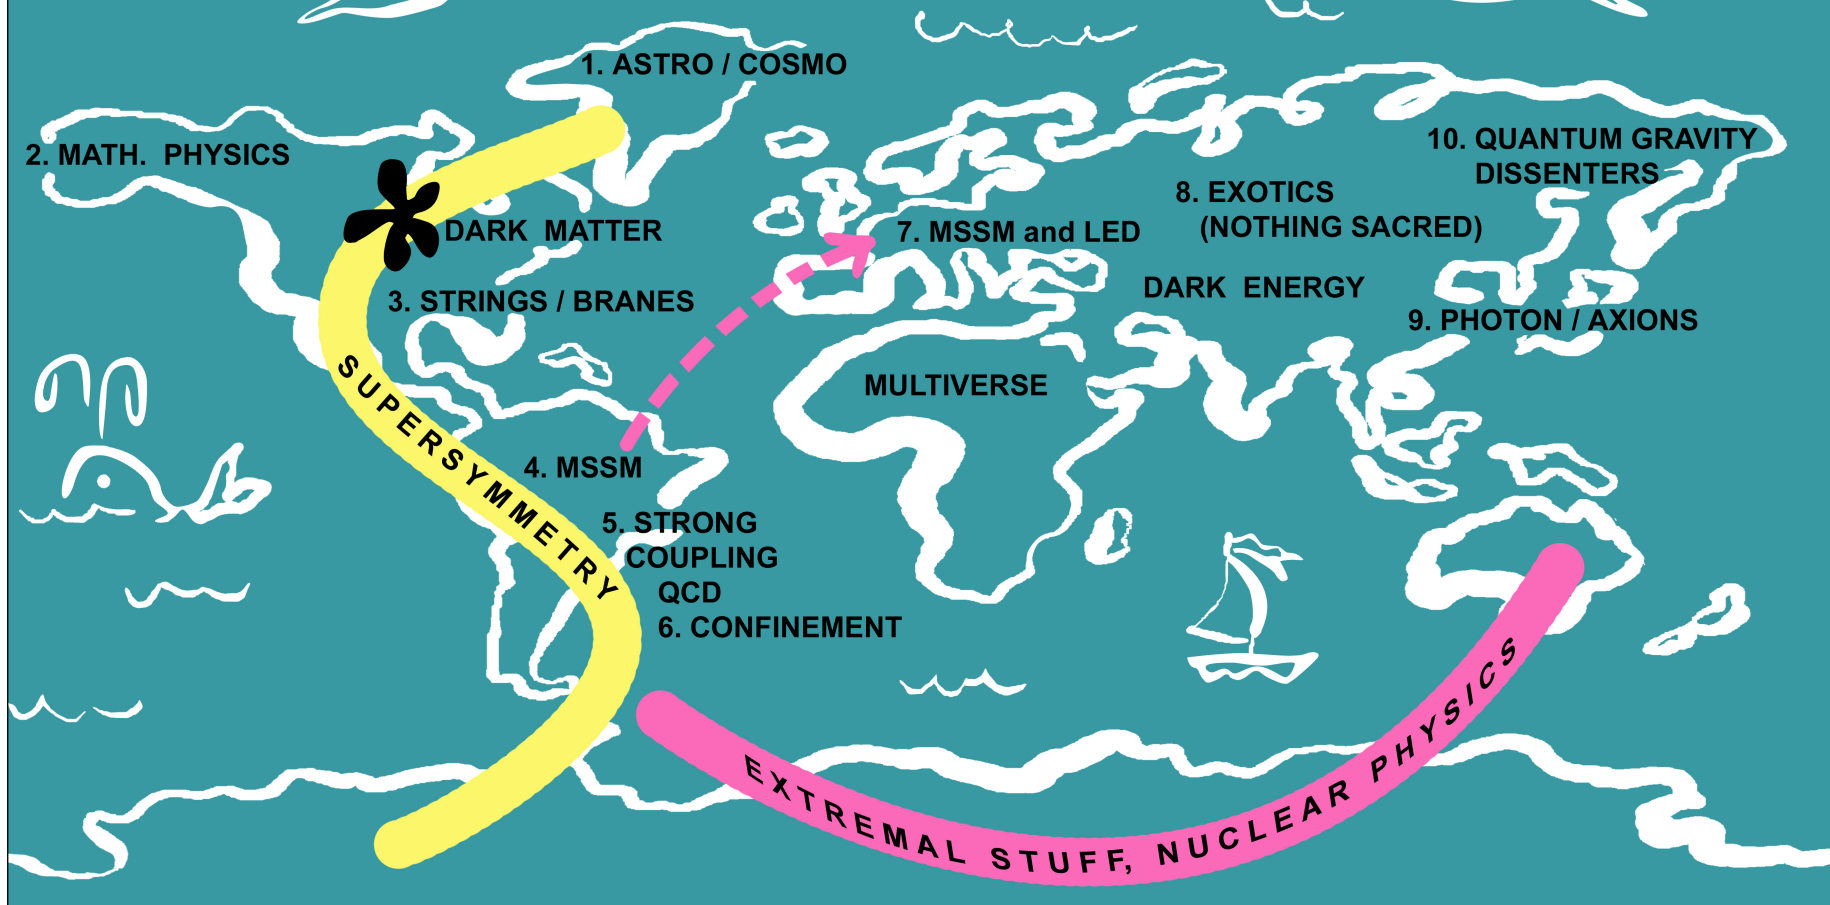 1. ASTRO / COSMO
2. MATH. PHYSICS
10. QUANTUM GRAVITY
DISSENTERS
8. EXOTICS
(NOTHING SACRED)
DARK MATTER
7. MSSM and LED
DARK ENERGY
3. STRINGS / BRANES
9. PHOTON / AXIONS
MULTIVERSE
SUPERSYMMETRY
4. MSSM
5. STRONG
COUPLING
QCD
6. CONFINEMENT
EXTREMAL STUFF, NUCLEAR PHYSICS